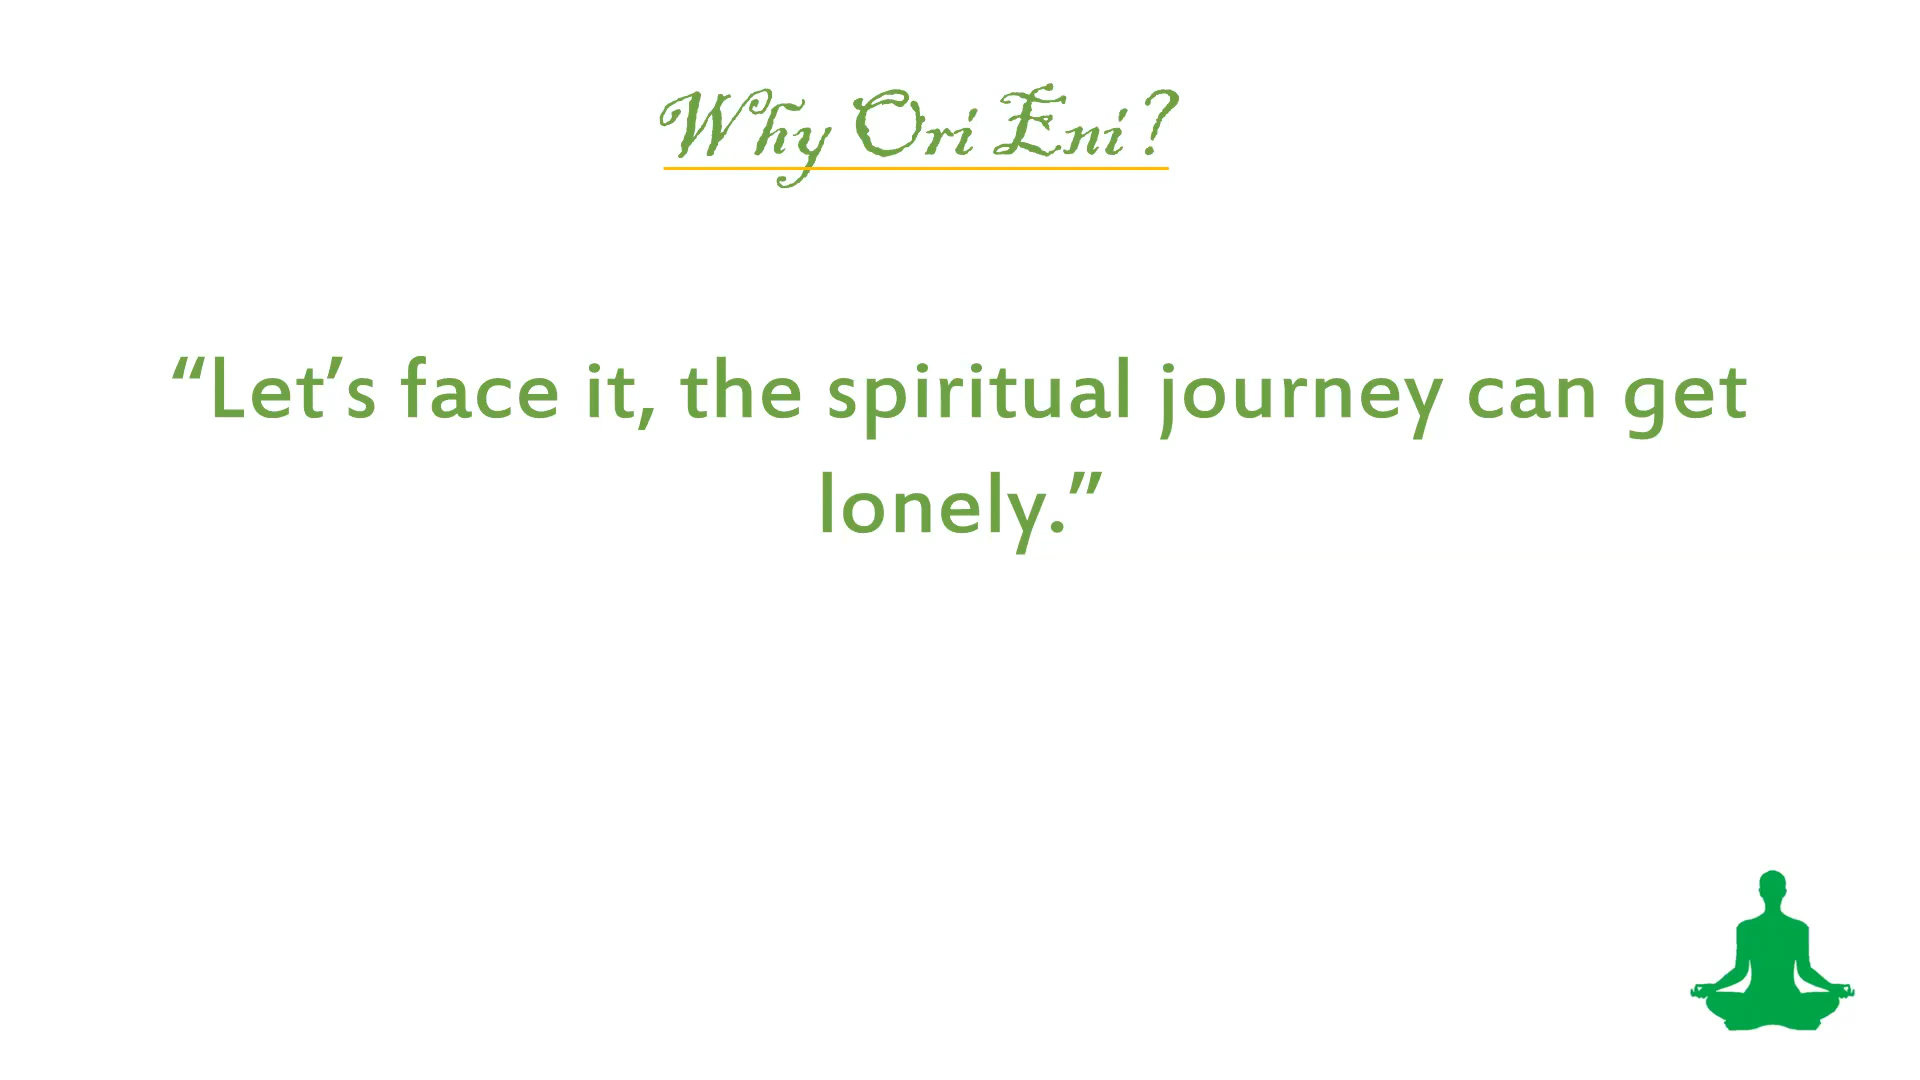 Why Ori Eni?
“Let’s face it, the spiritual journey can get
lonely.”